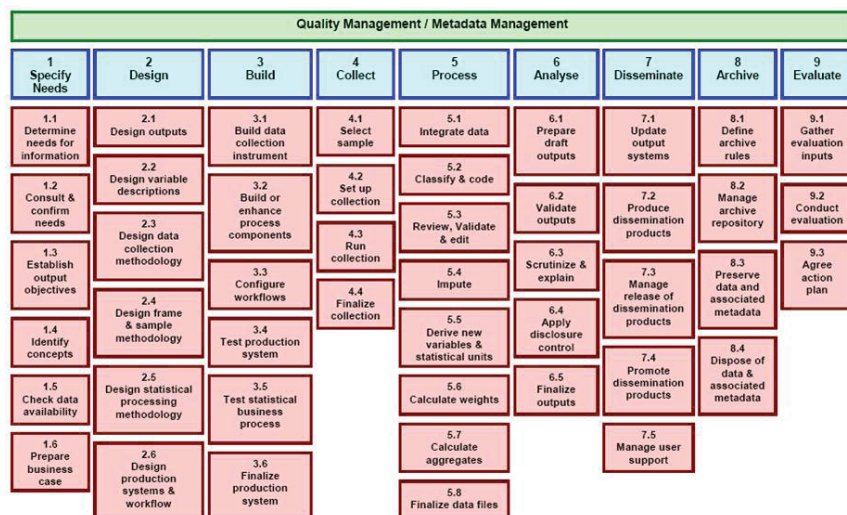 Quality Management / Metadata Management
1
Specify
Needs
2
Design
3
Build
4
Collect
5
Process
6
Analyse
7
Disseminate
8
Archive
9
Evaluate
1.1
Determine
needs for
information
1.2
Consult &
confirm
needs
1.3
Establish
output
objectives
1.4
Identify
concepts
1.5
Check data
availability
1.6
Prepare
business
case
2.1
Design outputs
2.2
Design variable
descriptions
2.3
Design data
collection
methodology
2.4
Design frame
& sample
methodology
2.5
Design statistical
processing
methodology
2.6
Design
production
systems &
workflow
3.1
Build data
collection
instrument
3.2
Build or
enhance
process
components
3.3
Configure
workflows
3.4
Test production
system
3.5
Test statistical
business
process
3.6
Finalize
production
system
4.1
Select
sample
4.2
Set up
collection
4.3
Run
collection
4.4
Finalize
collection
5.1
Integrate data
5.2
Classify & code
5.3
Review, Validate
& edit
5.4
Impute
5.5
Derive new
variables &
statistical units
5.6
Calculate weights
5.7
Calculate
aggregates
5.8
Finalize data files
6.1
Prepare
draft
outputs
6.2
Validate
outputs
6.3
Scrutinize &
explain
6.4
Apply
disclosure
control
6.5
Finalize
outputs
7.1
Update
output
systems
7.2
Produce
dissemination
products
7.3
Manage
release of
dissemination
products
7.4
Promote
dissemination
products
7.5
Manage user
support
8.1
Define
archive
rules
8.2
Manage
archive
repository
8.3
Preserve
data and
associated
metadata
8.4
Dispose of
data &
associated
metadata
9.1
Gather
evaluation
inputs
9.2
Conduct
evaluation
9.3
Agree
action
plan